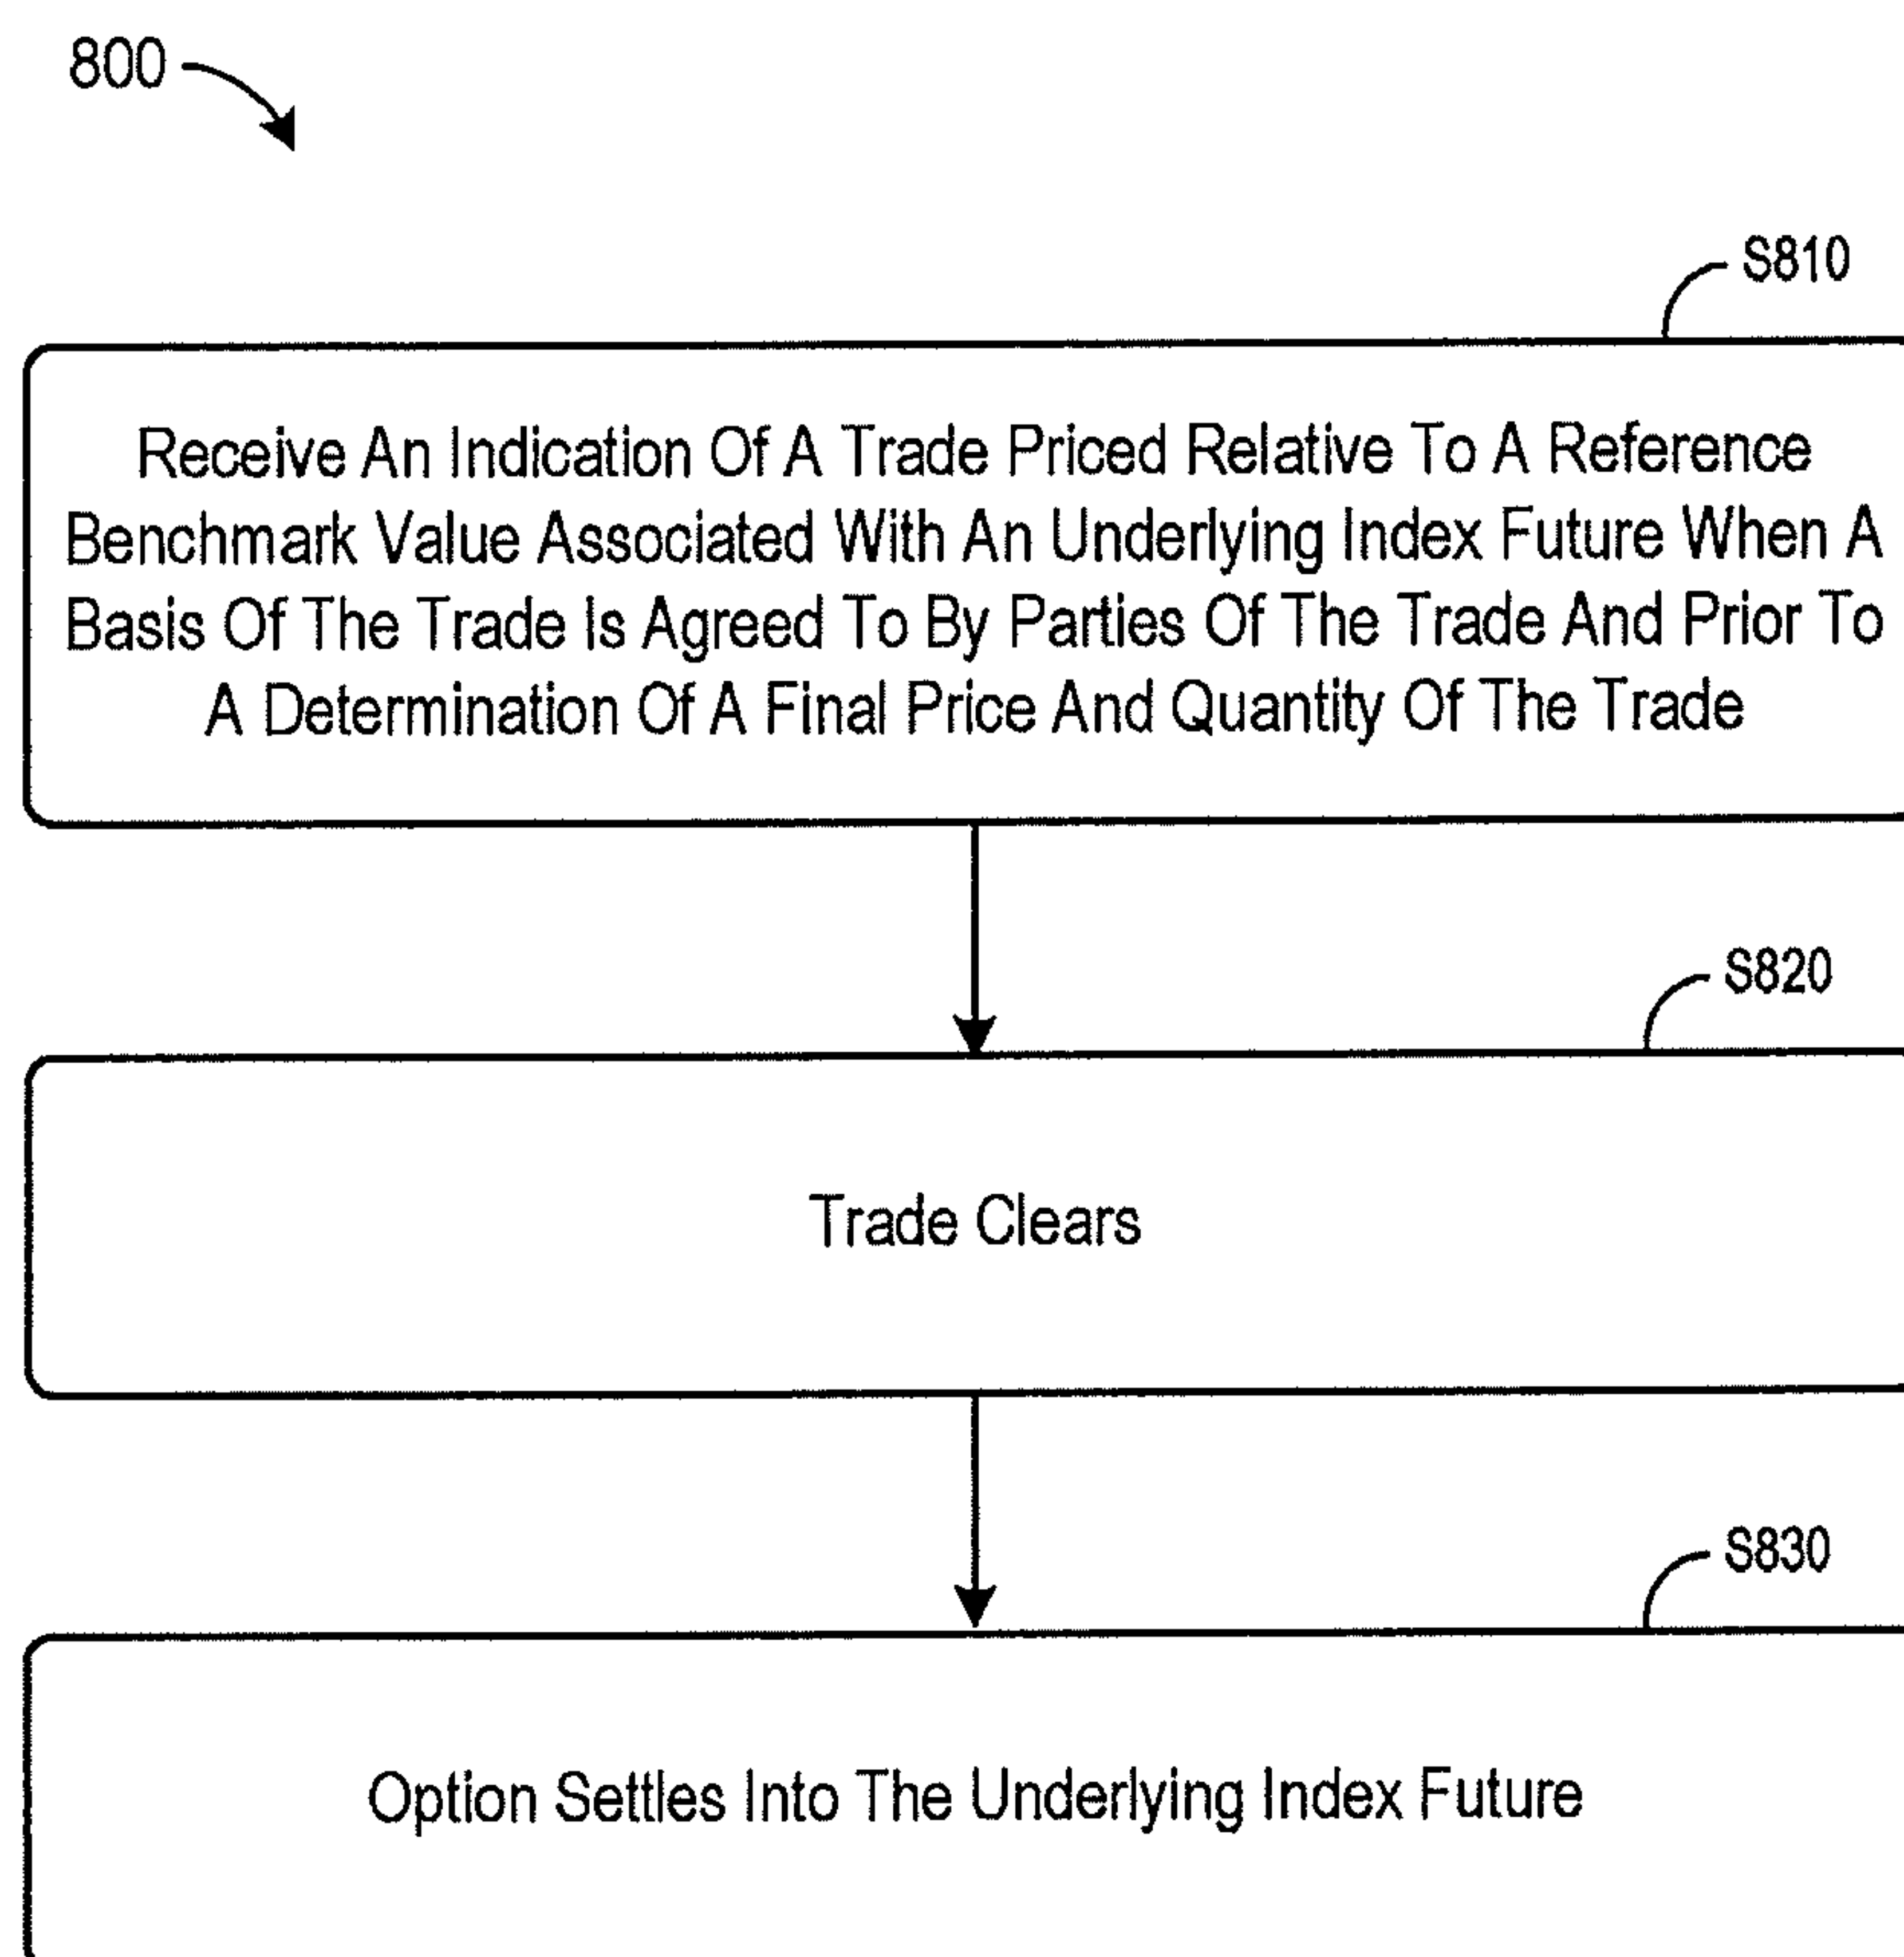 800
S810
Receive An Indication Of A Trade Priced Relative To A Reference
Benchmark Value Associated With An Underlying Index Future When A
Basis Of The Trade Is Agreed To By Parties Of The Trade And Prior To
A Determination Of A Final Price And Quantity Of The Trade
S820
Trade Clears
S830
Option Settles Into The Underlying Index Future